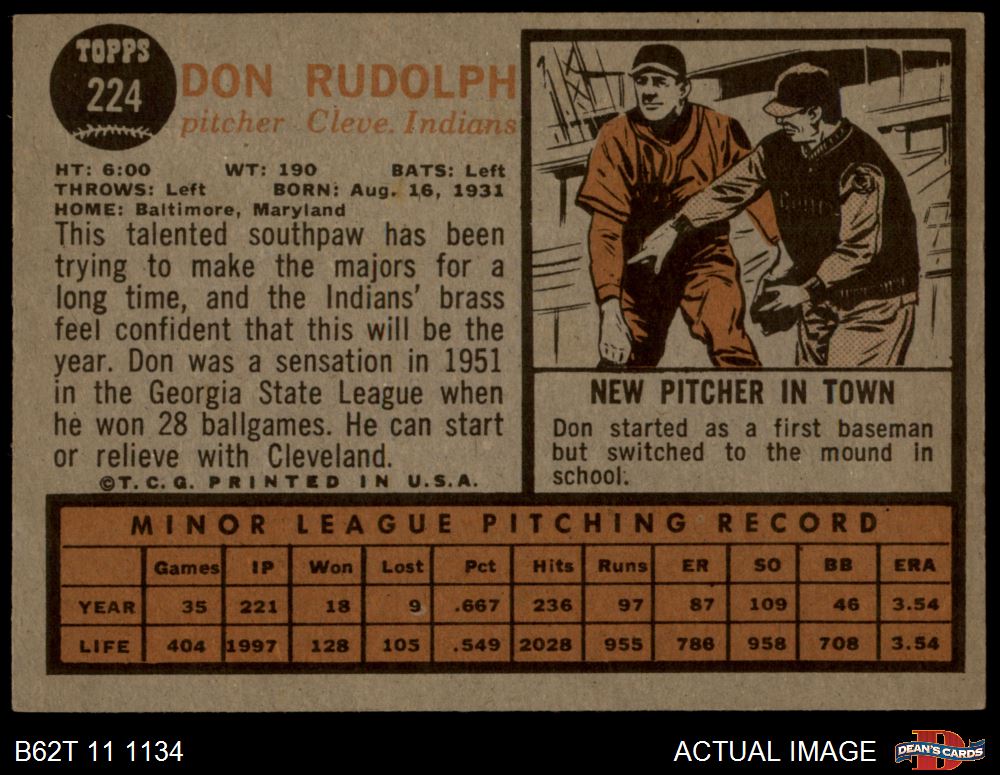 TOPPS
224
DON RUDOLPH
pitcher Cleve. Indians
HT: 6:00 WT: 190 BATS: Left
THROWS: Left BORN: Aug. 16, 1931
HOME: Baltimore, Maryland
This talented southpaw has been
trying to make the majors for a
long time, and the Indians' brass
feel confident that this will be the
year. Don was a sensation in 1951
in the Georgia State League when
he won 28 ballgames. He can start
or relieve with Cleveland.
©T.C.G. PRINTED IN U.S.A.
NEW PITCHER IN TOWN
Don started as a first baseman
but switched to the mound in
school.
MINOR LEAGUE PITCHING RECORD
Games IP Won Lost Pct Hits Runs ER SO BB ERA
YEAR 35 221 18 9 .667 236 97 87 109 46 3.54
LIFE 404 1997 128 105 .549 2028 955 786 958 708 3.54
B62T 11 1134
ACTUAL IMAGE
DEAN'S CARDS